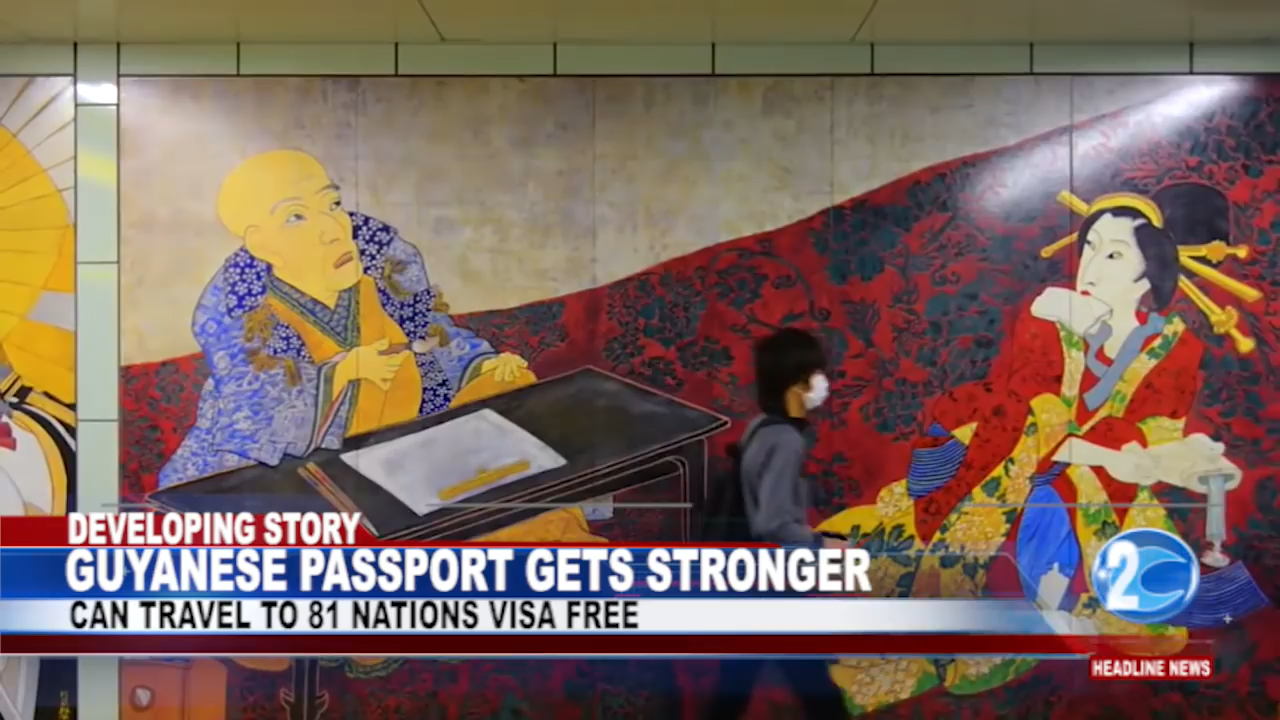 DEVELOPING STORY
GUYANESE PASSPORT GETS STRONGER
CAN TRAVEL TO 81 NATIONS VISA FREE
2
HEADLINE NEWS